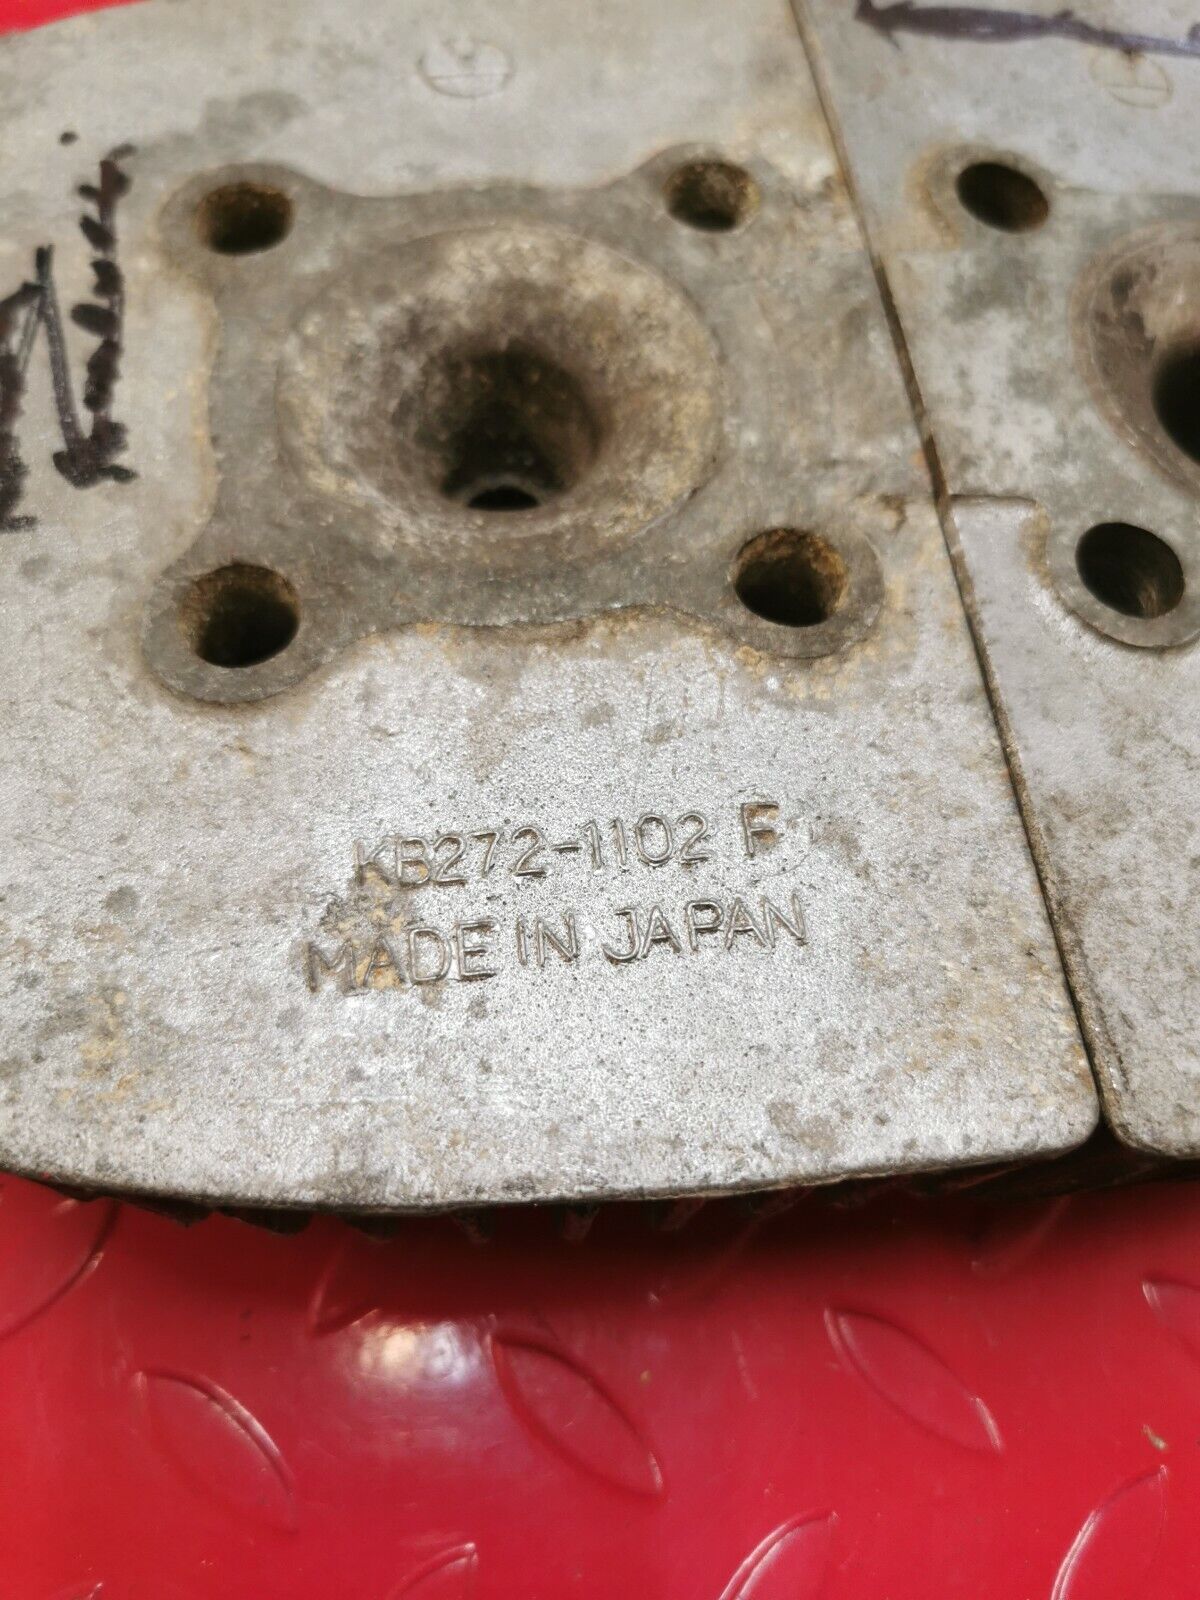 KB272-1102 F
MADE IN JAPAN